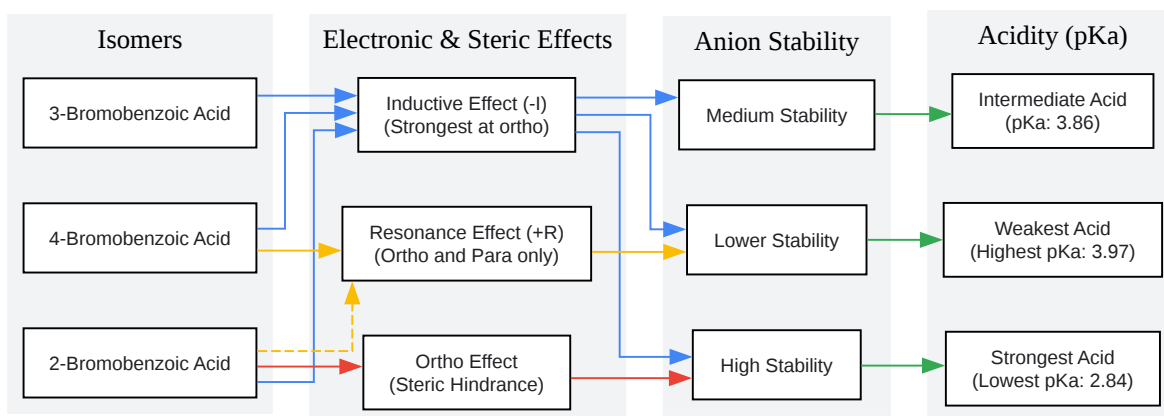 Isomers
Electronic & Steric Effects
Anion Stability
Acidity (pKa)
3-Bromobenzoic Acid
Inductive Effect (-I)
(Strongest at ortho)
Medium Stability
Intermediate Acid
(pKa: 3.86)
4-Bromobenzoic Acid
Resonance Effect (+R)
(Ortho and Para only)
Lower Stability
Weakest Acid
(Highest pKa: 3.97)
2-Bromobenzoic Acid
Ortho Effect
(Steric Hindrance)
High Stability
Strongest Acid
(Lowest pKa: 2.84)